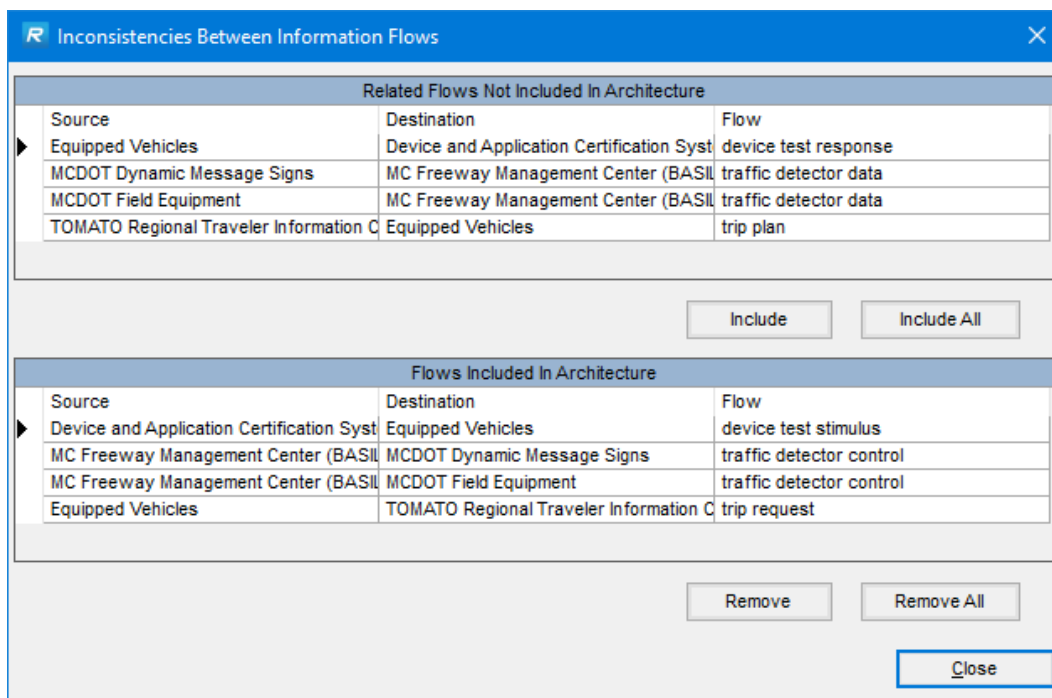 R Inconsistencies Between Information Flows
Related Flows Not Included In Architecture
Source Destination Flow
Equipped Vehicles Device and Application Certification Syst device test response
MCDOT Dynamic Message Signs MC Freeway Management Center (BASIL traffic detector data
MCDOT Field Equipment MC Freeway Management Center (BASIL traffic detector data
TOMATO Regional Traveler Information C Equipped Vehicles trip plan
Include Include All
Flows Included In Architecture
Source Destination Flow
Device and Application Certification Syst Equipped Vehicles device test stimulus
MC Freeway Management Center (BASIL MCDOT Dynamic Message Signs traffic detector control
MC Freeway Management Center (BASIL MCDOT Field Equipment traffic detector control
Equipped Vehicles TOMATO Regional Traveler Information C trip request
Remove Remove All
Close